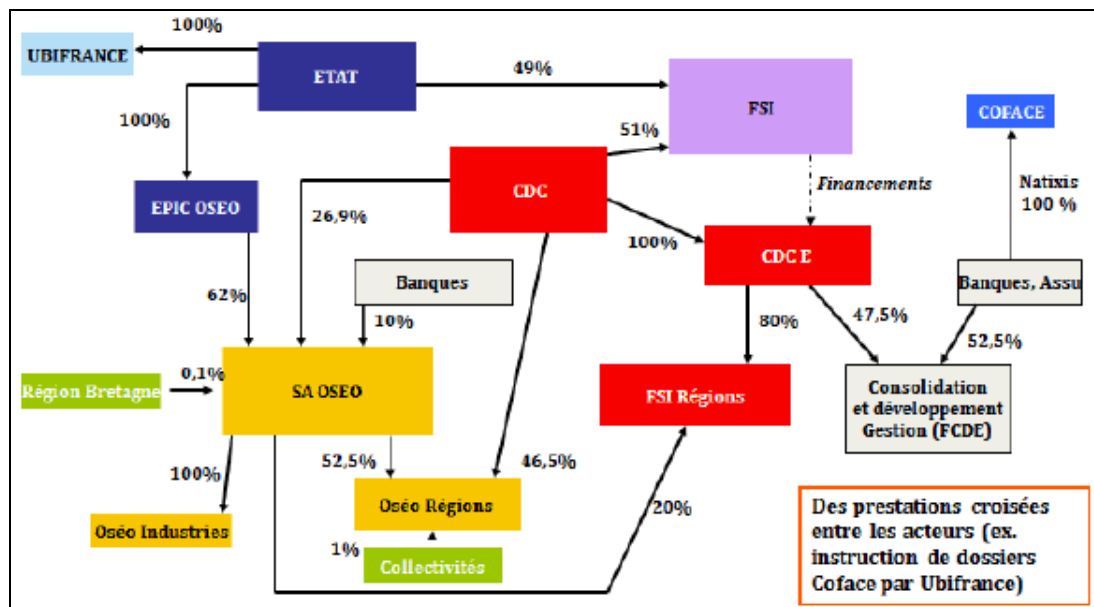 100%
UBIFRANCE
ETAT
49%
FSI
COFACE
100%
51%
CDC
EPIC OSEO
26,9%
Financements
Natixis
100 %
100%
CDC E
Banques
Banques, Assu
62%
10%
80%
47,5%
52,5%
0,1%
Région Bretagne
SA OSEO
FSI Régions
Consolidation
et développement
Gestion (FCDE)
100%
52,5%
46,5%
Oséo Régions
20%
Oséo Industries
1%
Collectivités
Des prestations croisées
entre les acteurs (ex.
instruction de dossiers
Coface par Ubifrance)